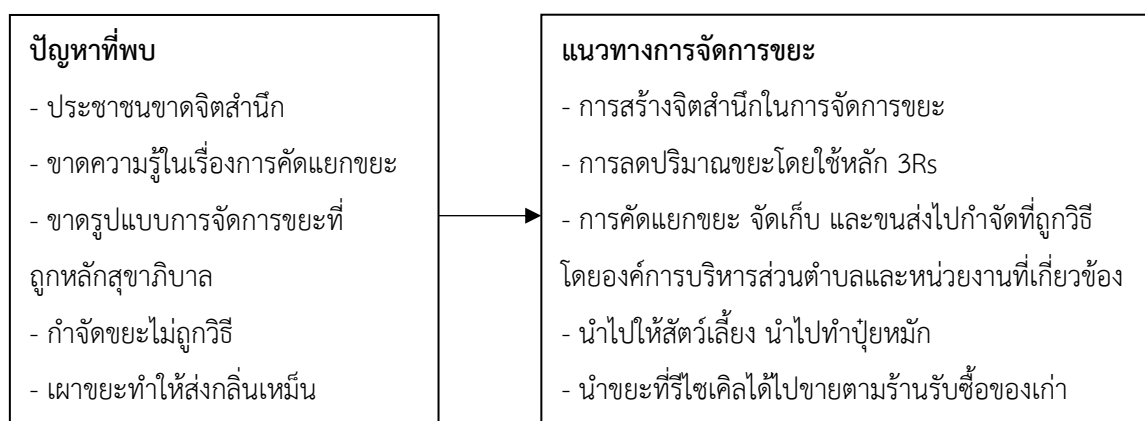 ปัญหาที่พบ
- ประชาชนขาดจิตสำนึก
- ขาดความรู้ในเรื่องการคัดแยกขยะ
- ขาดรูปแบบการจัดการขยะที่
ถูกหลักสุขาภิบาล
- กำจัดขยะไม่ถูกวิธี
- เผาขยะทำให้ส่งกลิ่นเหม็น
แนวทางการจัดการขยะ
- การสร้างจิตสำนึกในการจัดการขยะ
- การลดปริมาณขยะโดยใช้หลัก 3Rs
- การคัดแยกขยะ จัดเก็บ และขนส่งไปกำจัดที่ถูกวิธี
โดยองค์การบริหารส่วนตำบลและหน่วยงานที่เกี่ยวข้อง
- นำไปให้สัตว์เลี้ยง นำไปทำปุ๋ยหมัก
- นำขยะที่รีไซเคิลได้ไปขายตามร้านรับซื้อของเก่า